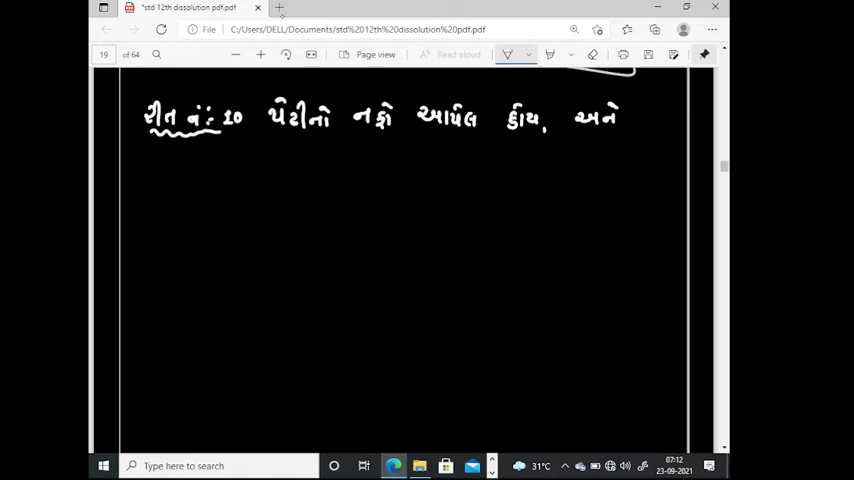 *std 12th dissolution pdf.pdf
File C:/Users/DELL/Documents/std%2012th%20dissolution%20pdf.pdf
19 of 64 Page view Read aloud
રીત નં:- 10 પેઢીનો નફો આપેલ હોય, અને
Type here to search 31°C 07:12
23-09-2021